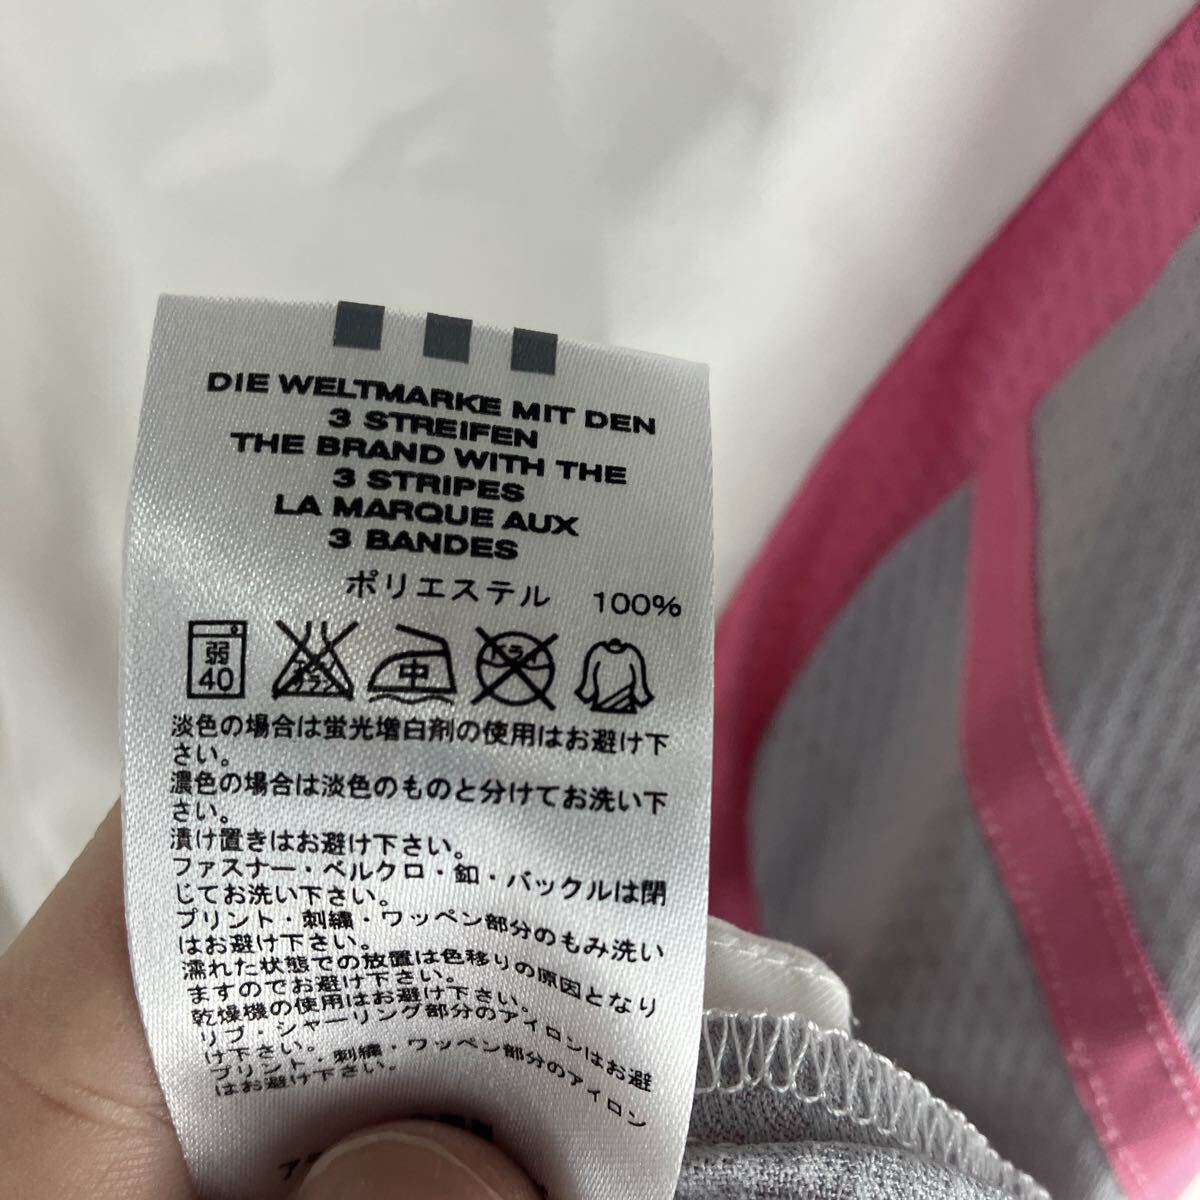 DIE WELTMARKE MIT DEN
3 STREIFEN
THE BRAND WITH THE
3 STRIPES
LA MARQUE AUX
3 BANDES
ポリエステル 100%
弱
40
エンソ
サラシ
中
ドライ
淡色の場合は蛍光増白剤の使用はお避け下
さい。
濃色の場合は淡色のものと分けてお洗い下
さい。
漬け置きはお避け下さい。
ファスナー・ベルクロ・釦・バックルは閉
じてお洗い下さい。
プリント・刺繍・ワッペン部分のもみ洗い
はお避け下さい。
濡れた状態での放置は色移りの原因となり
ますのでお避け下さい。
乾燥機の使用はお避け下さい。
リブ・シャーリング部分のアイロンはお避
け下さい。
プリント・刺繍・ワッペン部分のアイロン
はお避け下さい。